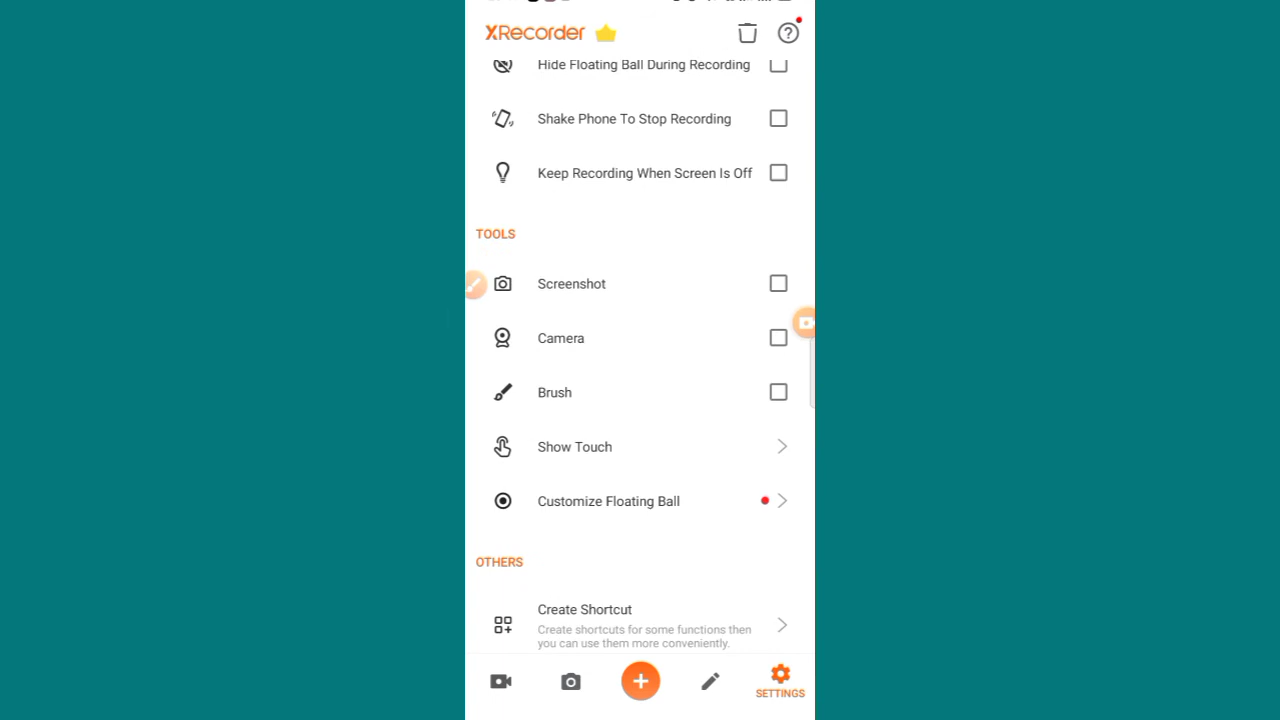 XRecorder
Hide Floating Ball During Recording
Shake Phone To Stop Recording
Keep Recording When Screen Is Off
TOOLS
Screenshot
Camera
Brush
Show Touch
Customize Floating Ball
OTHERS
Create Shortcut
Create shortcuts for some functions then
you can use them more conveniently.
SETTINGS